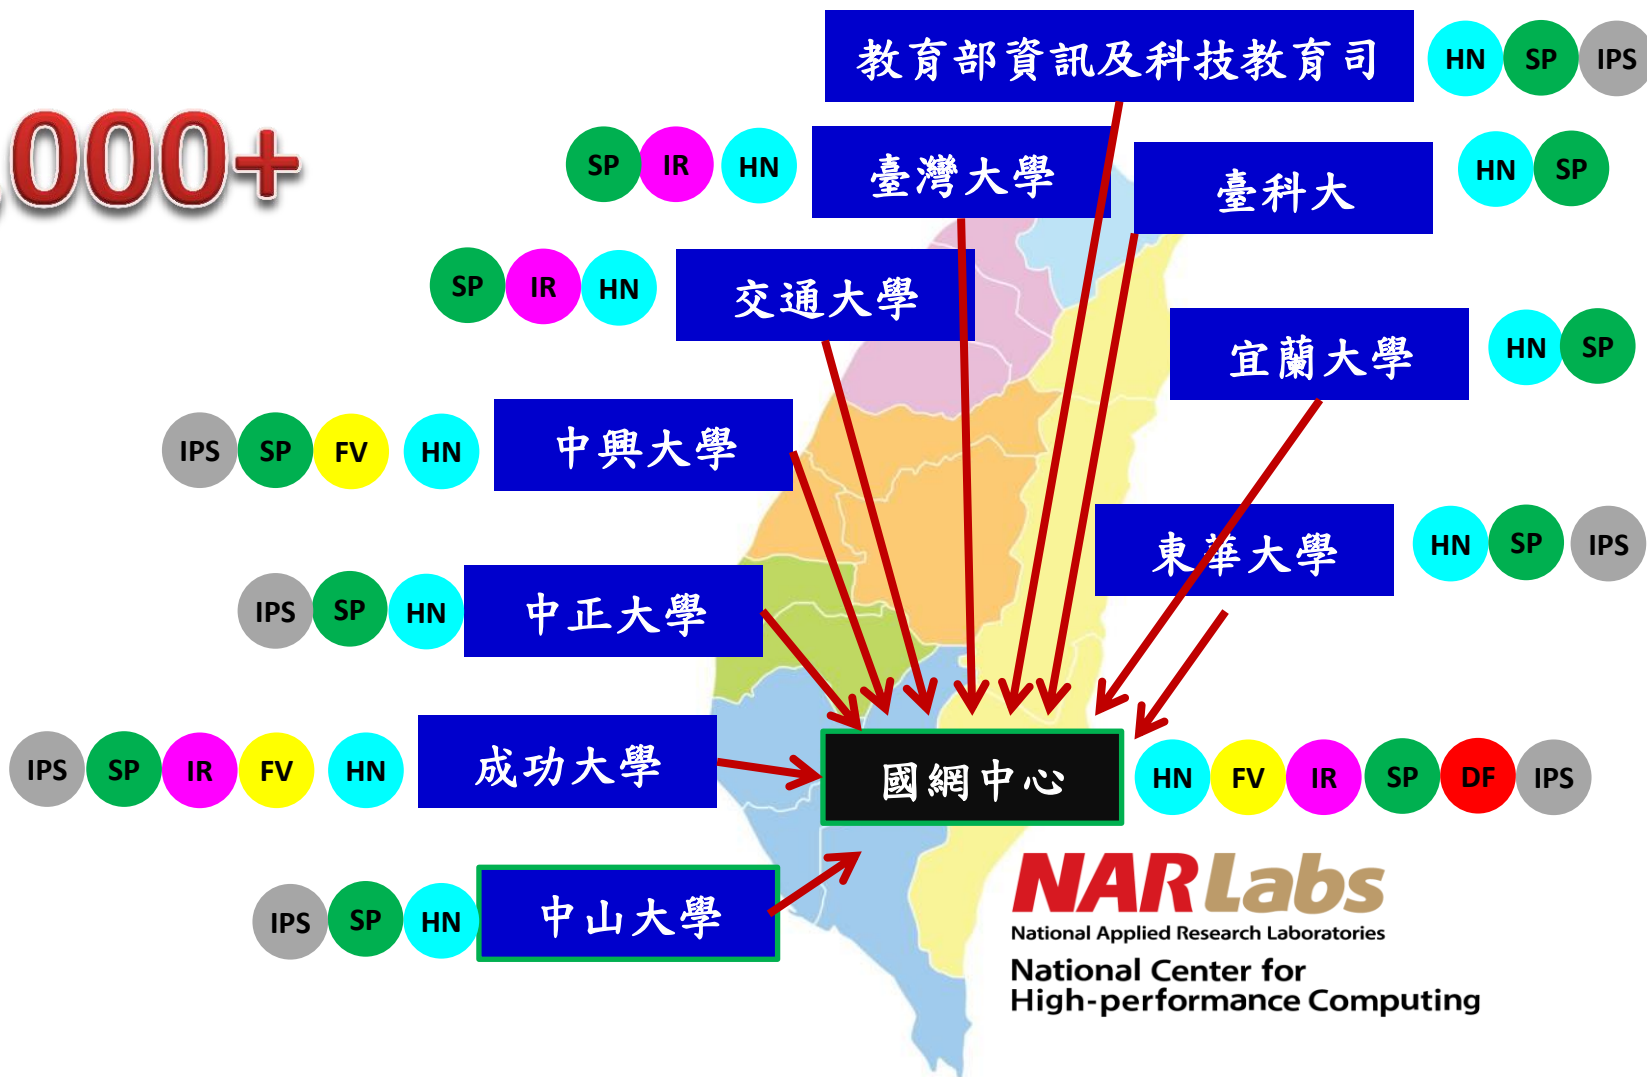 教育部資訊及科技教育司 HN SP IPS
,000+
SP IR HN 臺灣大學
臺科大 HN SP
SP IR HN 交通大學
宜蘭大學 HN SP
IPS SP FV HN 中興大學
東華大學 HN SP IPS
IPS SP HN 中正大學
IPS SP IR FV HN 成功大學
國網中心 HN FV IR SP DF IPS
IPS SP HN 中山大學
NARLabs
National Applied Research Laboratories
National Center for
High-performance Computing